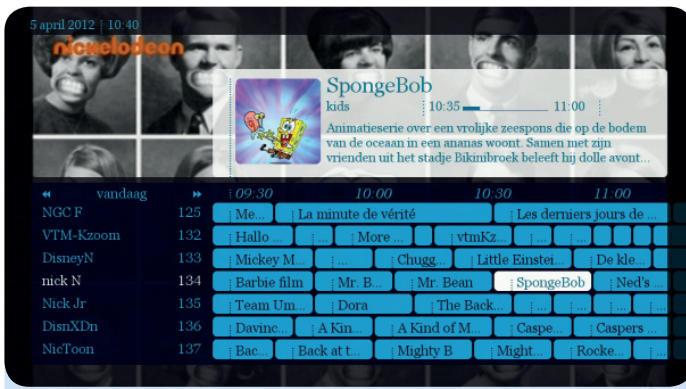 5 april 2012 10:40
nickelodeon
SpongeBob
kids 10:35 11:00
Animatieserie over een vrolijke zeespons die op de bodem
van de oceaan in een ananas woont. Samen met zijn
vrienden uit het stadje Bikinibroek beleeft hij dolle avont...
vandaag 09:30 10:00 10:30 11:00
NGC F 125 Me... La minute de vérité Les derniers jours de ...
VTM-Kzoom 132 Hallo ... ... More ... vtmKz... ... ...
DisneyN 133 Mickey M... ... Chugg... Little Einstei... De kle...
nick N 134 Barbie film Mr. B... Mr. Bean SpongeBob Ned's ...
Nick Jr 135 Team Um... Dora The Back... ... ... ... ...
DisnXDn 136 Davinc... A Kin... A Kind of M... Caspe... Caspers ...
NicToon 137 Bac... Back at t... Mighty B Might... Rocke... ...